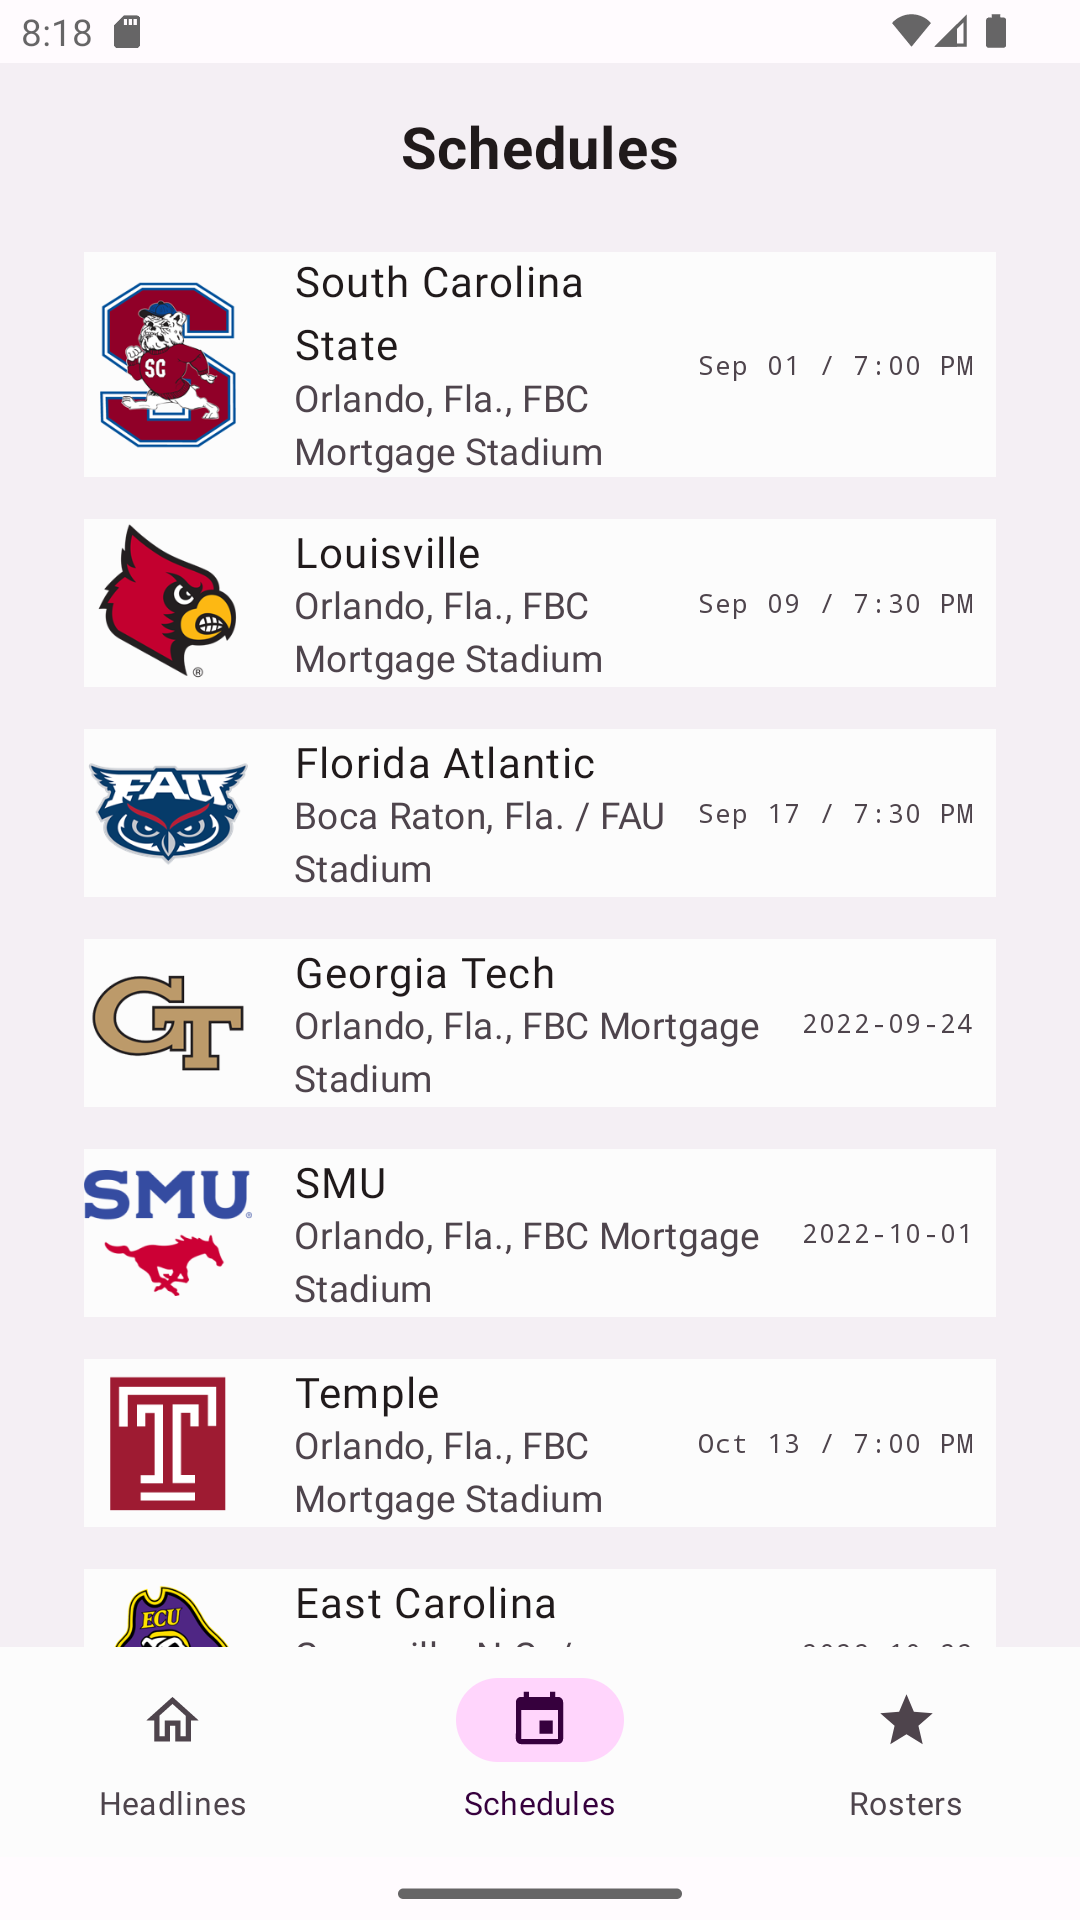 8:18
Schedules
South Carolina
State
Orlando, Fla., FBC
Mortgage Stadium
Sep 01 / 7:00 PM
SC
Louisville
Orlando, Fla., FBC
Mortgage Stadium
Sep 09 / 7:30 PM
®
FAU
Florida Atlantic
Boca Raton, Fla. / FAU
Stadium
Sep 17 / 7:30 PM
GT
Georgia Tech
Orlando, Fla., FBC Mortgage
Stadium
2022-09-24
SMU
SMU
Orlando, Fla., FBC Mortgage
Stadium
2022-10-01
T
Temple
Orlando, Fla., FBC
Mortgage Stadium
Oct 13 / 7:00 PM
ECU
East Carolina
Headlines
Schedules
Rosters